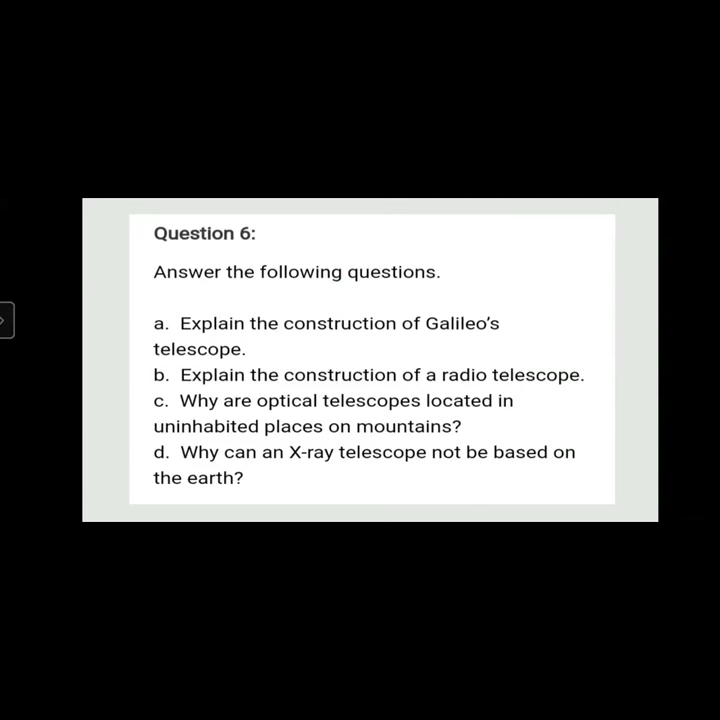 Question 6:
Answer the following questions.
a. Explain the construction of Galileo’s
telescope.
b. Explain the construction of a radio telescope.
c. Why are optical telescopes located in
uninhabited places on mountains?
d. Why can an X-ray telescope not be based on
the earth?